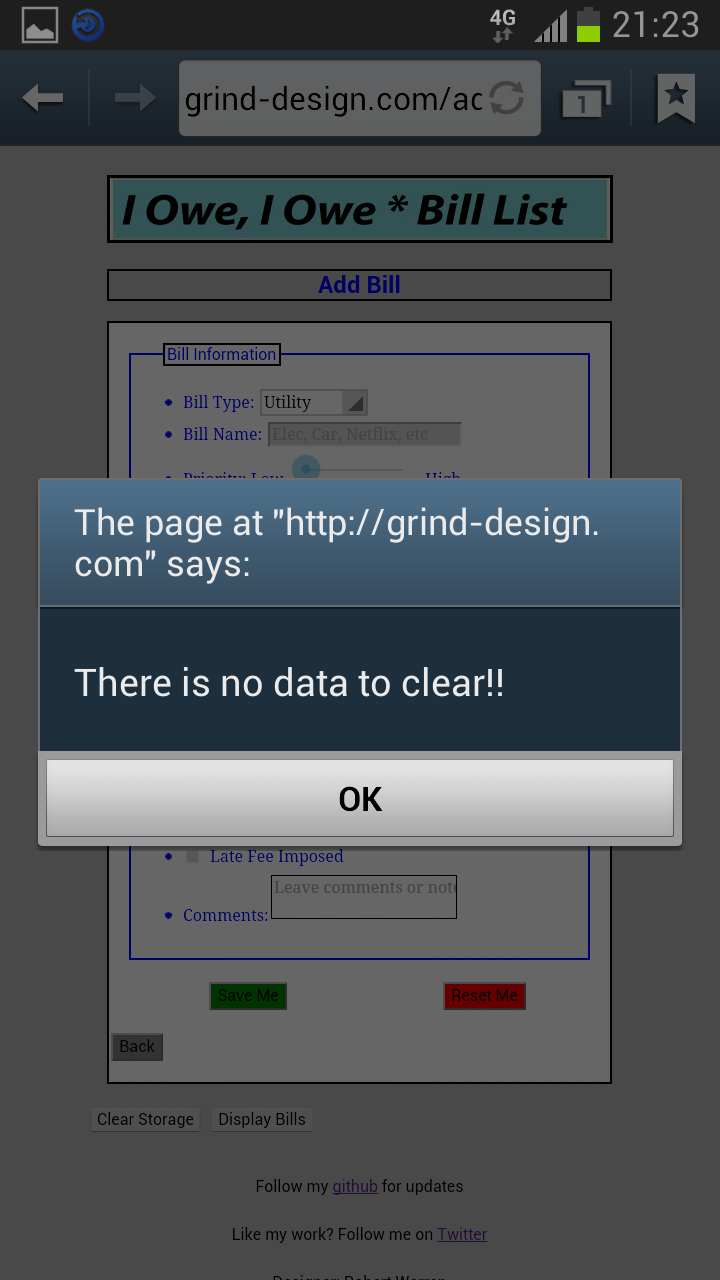 4G 21:23
grind-design.com/ac 1
I Owe, I Owe * Bill List
Add Bill
Bill Information
Bill Type: Utility
Bill Name: Elec, Car, Netflix, etc
Priority: Low High
The page at "http://grind-design.
com" says:
There is no data to clear!!
OK
Late Fee Imposed
Leave comments or note
Comments:
Save Me Reset Me
Back
Clear Storage Display Bills
Follow my github for updates
Like my work? Follow me on Twitter
Designer: Robert Warren